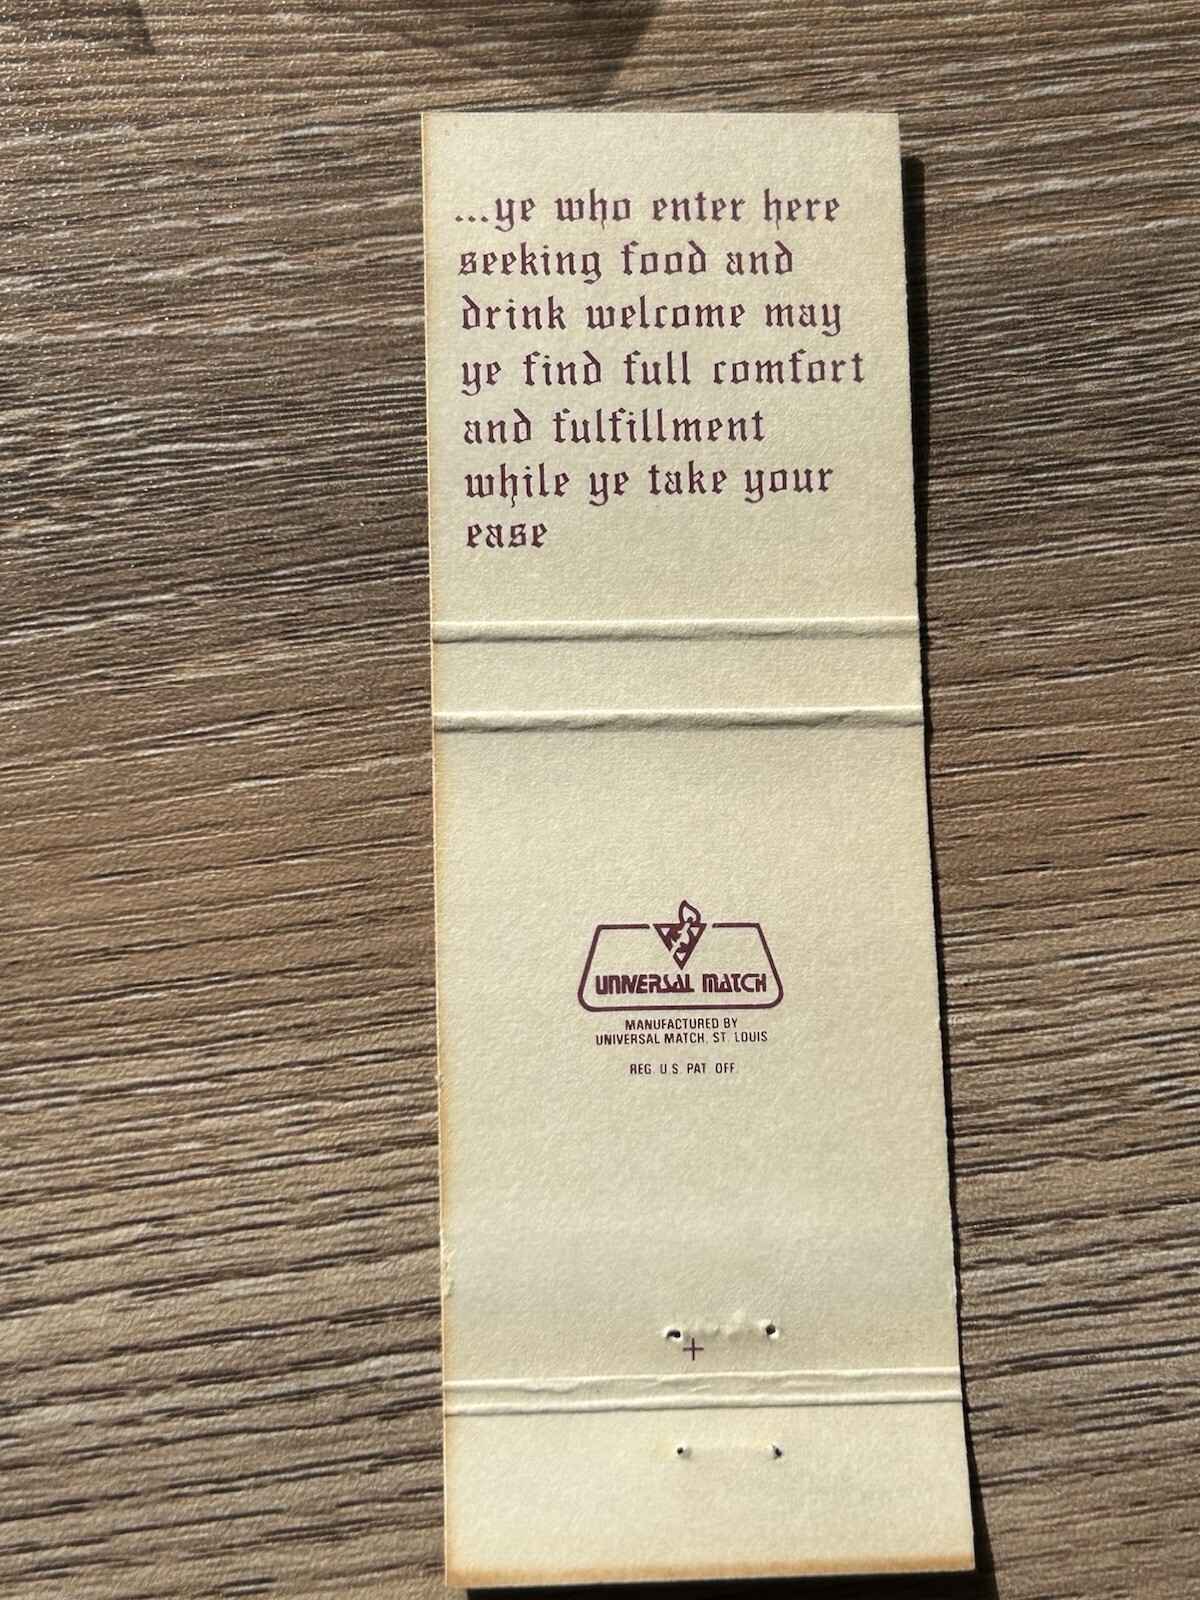 ...ye who enter here
seeking food and
drink welcome may
ye find full comfort
and fulfillment
while ye take your
ease
UNIVERSAL MATCH
MANUFACTURED BY
UNIVERSAL MATCH, ST. LOUIS
REG. U.S. PAT. OFF.